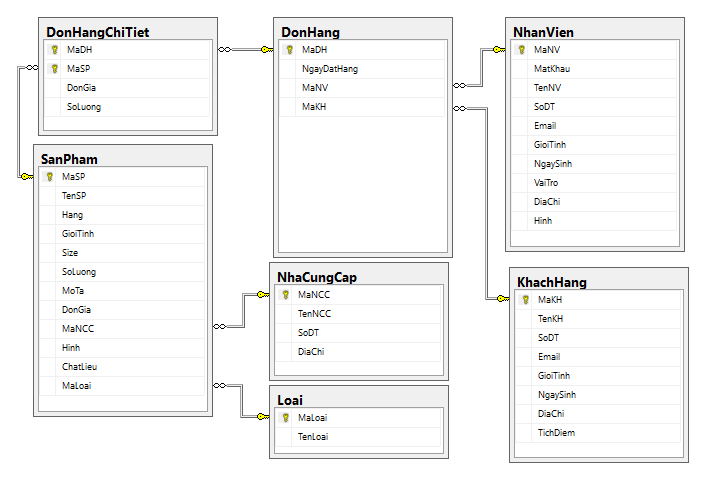 DonHangChiTiet
MaDH
MaSP
DonGia
SoLuong
DonHang
MaDH
NgayDatHang
MaNV
MaKH
NhanVien
MaNV
MatKhau
TenNV
SoDT
Email
GioiTinh
NgaySinh
VaiTro
DiaChi
Hinh
SanPham
MaSP
TenSP
Hang
GioiTinh
Size
SoLuong
MoTa
DonGia
MaNCC
Hinh
ChatLieu
MaLoai
NhaCungCap
MaNCC
TenNCC
SoDT
DiaChi
Loai
MaLoai
TenLoai
KhachHang
MaKH
TenKH
SoDT
Email
GioiTinh
NgaySinh
DiaChi
TichDiem